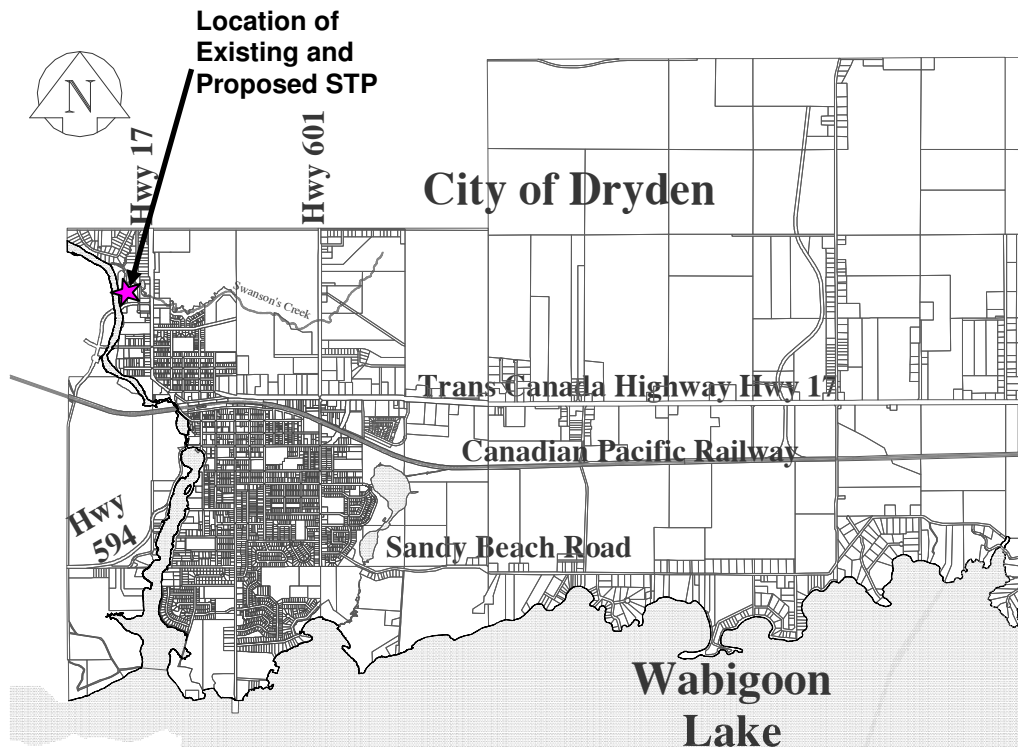 Location of
Existing and
Proposed STP
N
Hwy 17
Hwy 601
City of Dryden
Swanson's Creek
Trans Canada Highway Hwy 17
Canadian Pacific Railway
Hwy
594
Sandy Beach Road
Wabigoon
Lake